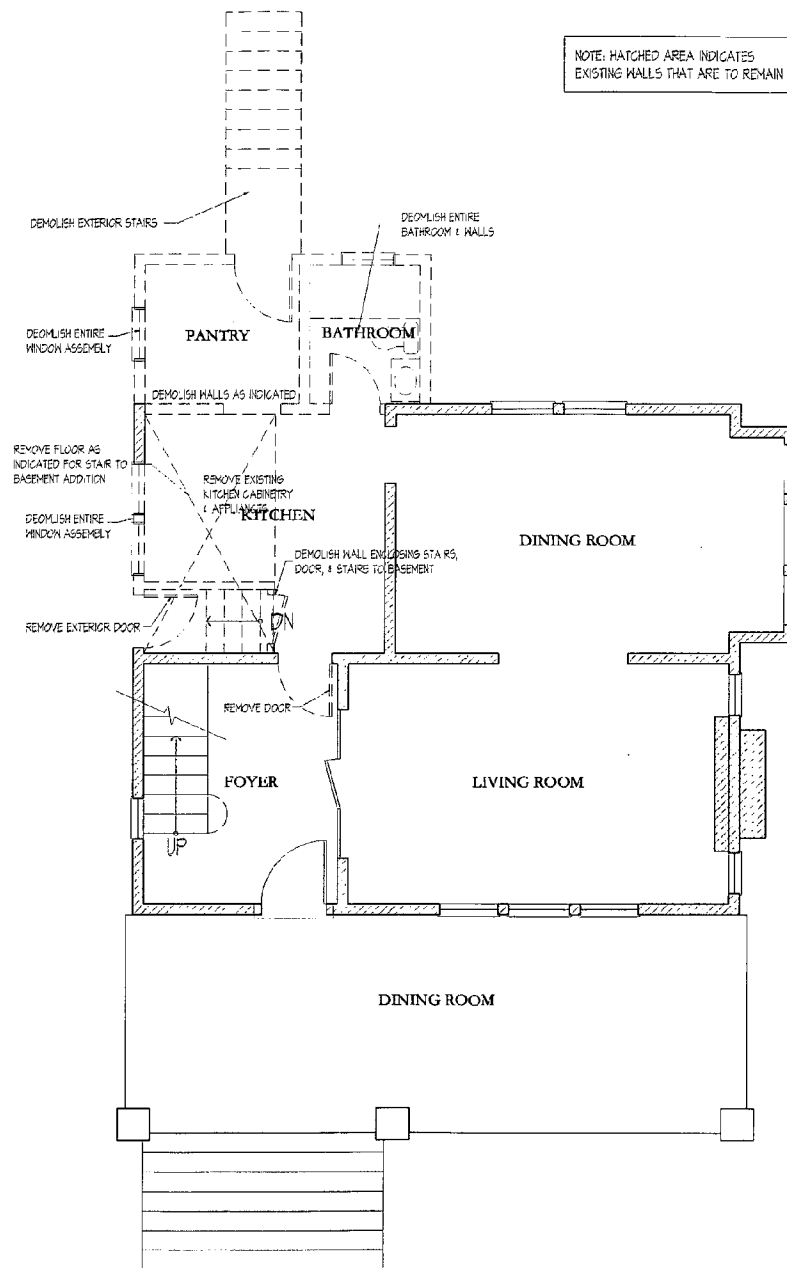 NOTE: HATCHED AREA INDICATES
EXISTING WALLS THAT ARE TO REMAIN
DEMOLISH EXTERIOR STAIRS
DEOMLISH ENTIRE
BATHROOM & WALLS
DEOMLISH ENTIRE
WINDOW ASSEMBLY
PANTRY
BATHROOM
DEMOLISH WALLS AS INDICATED
REMOVE FLOOR AS
INDICATED FOR STAIR TO
BASEMENT ADDITION
REMOVE EXISTING
KITCHEN CABINETRY
& APPLIANCES
KITCHEN
DEOMLISH ENTIRE
WINDOW ASSEMBLY
DINING ROOM
DEMOLISH WALL ENCLOSING STAIRS,
DOOR, & STAIRS TO BASEMENT
REMOVE EXTERIOR DOOR
DN
REMOVE DOOR
FOYER
LIVING ROOM
UP
DINING ROOM